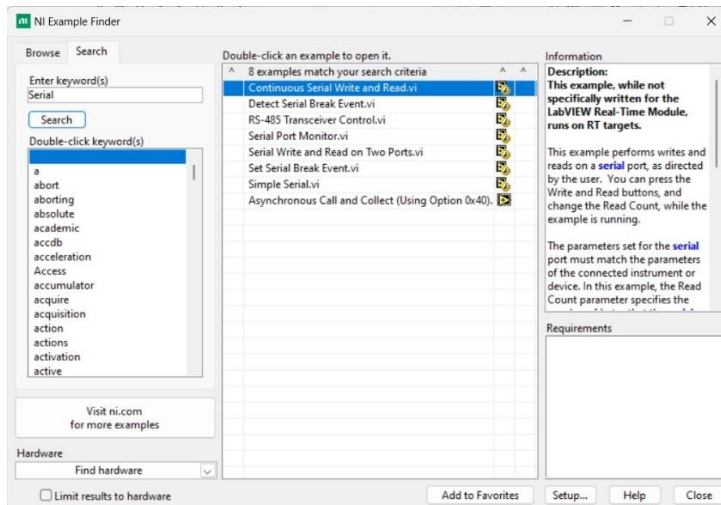 NI Example Finder
Browse
Search
Enter keyword(s)
Serial
Search
Double-click keyword(s)
a
abort
aborting
absolute
academic
accdb
acceleration
Access
accumulator
acquire
acquisition
action
actions
activation
active
Visit ni.com
for more examples
Hardware
Find hardware
Limit results to hardware
Double-click an example to open it.
8 examples match your search criteria
Continuous Serial Write and Read.vi
Detect Serial Break Event.vi
RS-485 Transceiver Control.vi
Serial Port Monitor.vi
Serial Write and Read on Two Ports.vi
Set Serial Break Event.vi
Simple Serial.vi
Asynchronous Call and Collect (Using Option 0x40).
Add to Favorites
Information
Description:
This example, while not
specifically written for the
LabVIEW Real-Time Module,
runs on RT targets.
This example performs writes and
reads on a serial port, as directed
by the user. You can press the
Write and Read buttons, and
change the Read Count, while the
example is running.
The parameters set for the serial
port must match the parameters
of the connected instrument or
device. In this example, the Read
Count parameter specifies the
Requirements
Setup...
Help
Close